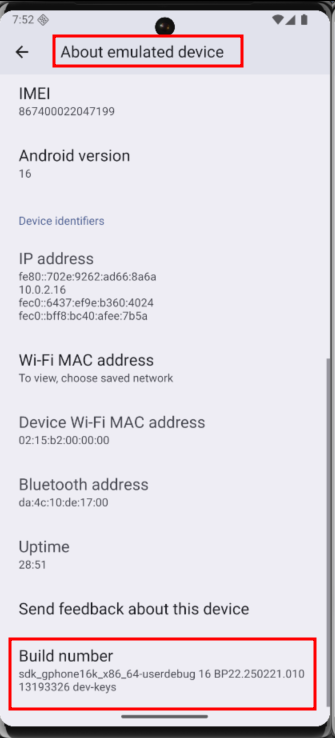 7:52
About emulated device
IMEI
867400022047199
Android version
16
Device identifiers
IP address
fe80::702e:9262:ad66:8a6a
10.0.2.16
fec0::6437:ef9e:b360:4024
fec0::bff8:bc40:afee:7b5a
Wi-Fi MAC address
To view, choose saved network
Device Wi-Fi MAC address
02:15:b2:00:00:00
Bluetooth address
da:4c:10:de:17:00
Uptime
28:51
Send feedback about this device
Build number
sdk_gphone16k_x86_64-userdebug 16 BP22.250221.010
13193326 dev-keys